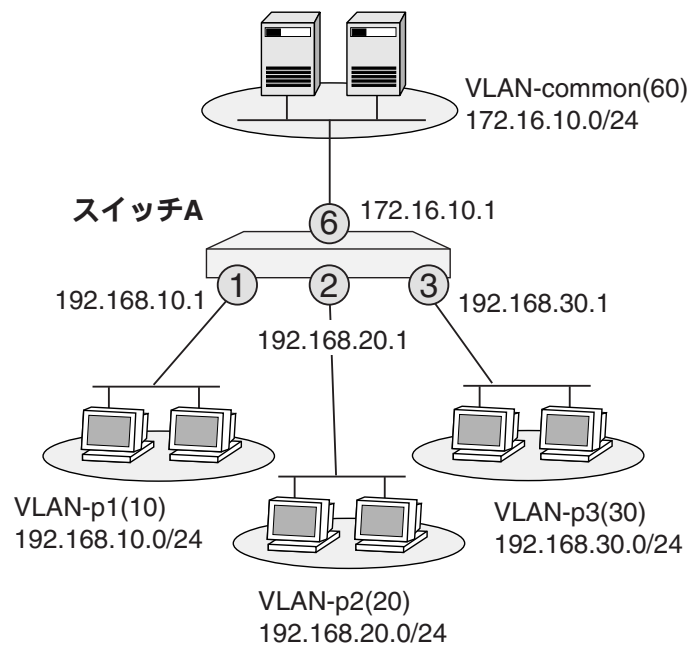 VLAN-common(60)
172.16.10.0/24
スイッチA
6
172.16.10.1
1
2
3
192.168.10.1
192.168.30.1
192.168.20.1
VLAN-p1(10)
192.168.10.0/24
VLAN-p3(30)
192.168.30.0/24
VLAN-p2(20)
192.168.20.0/24